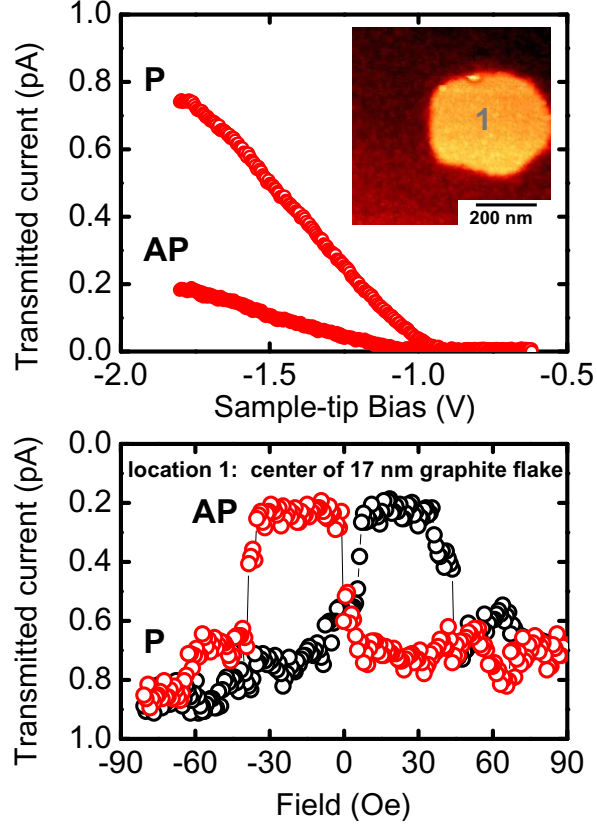 Transmitted current (pA)
1.0
0.8
0.6
0.4
0.2
0.0
P
AP
1
200 nm
-2.0 -1.5 -1.0 -0.5
Sample-tip Bias (V)
Transmitted current (pA)
0.0
0.2
0.4
0.6
0.8
1.0
location 1: center of 17 nm graphite flake
AP
P
-90 -60 -30 0 30 60 90
Field (Oe)